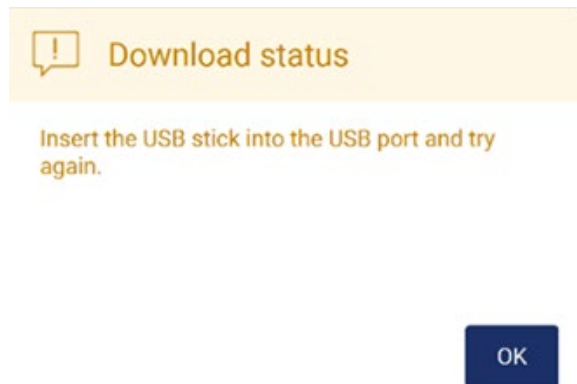 Download status
Insert the USB stick into the USB port and try
again.
OK